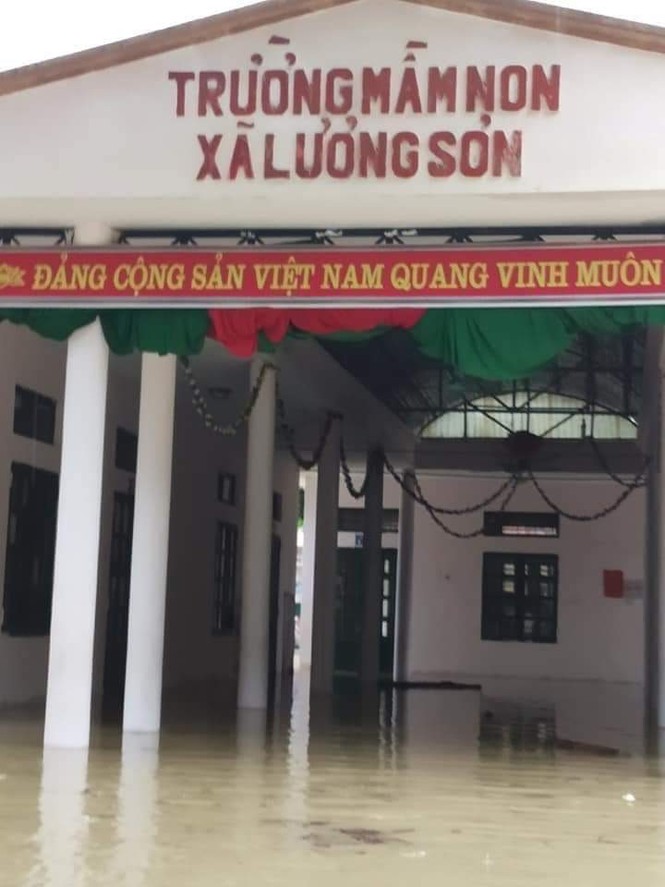 TRƯỜNG MẦM NON
XÃ LƯƠNG SƠN
ĐẢNG CỘNG SẢN VIỆT NAM QUANG VINH MUÔN